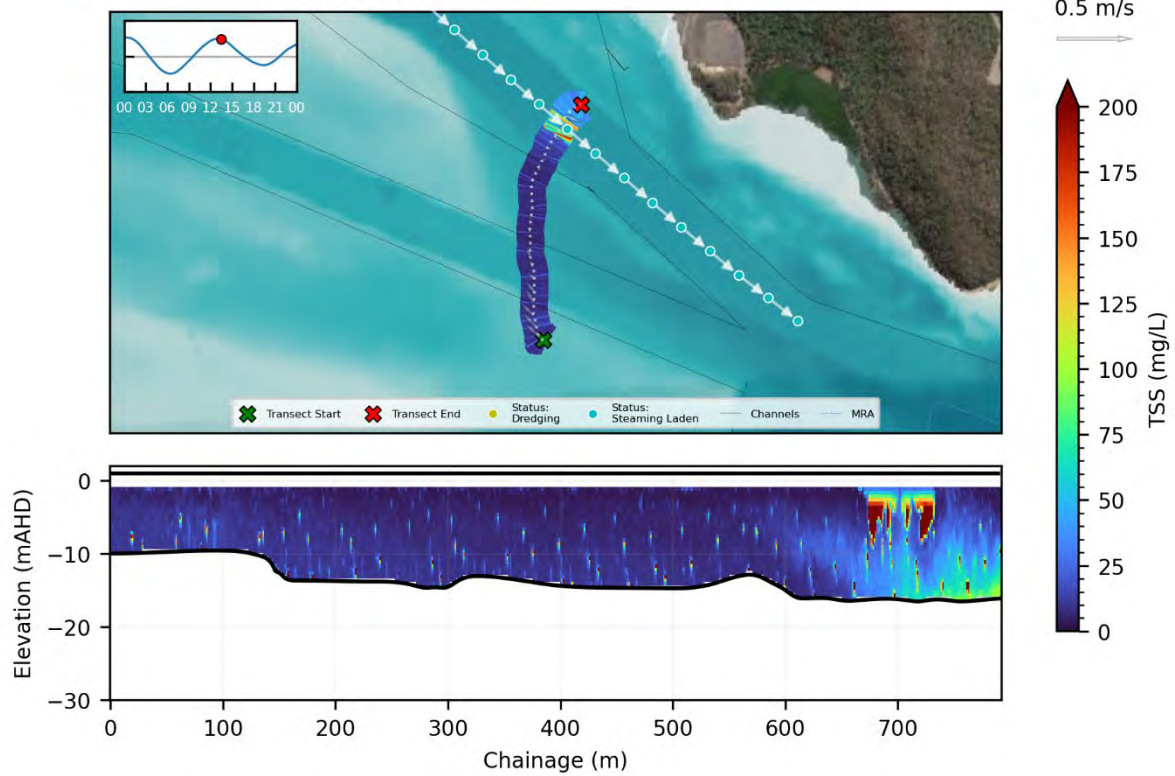 0.5 m/s
00 03 06 09 12 15 18 21 00
Transect Start
Transect End
Status:
Dredging
Status:
Steaming Laden
Channels
MRA
200
175
150
125
100
75
50
25
0
TSS (mg/L)
0
−10
−20
−30
Elevation (mAHD)
0 100 200 300 400 500 600 700
Chainage (m)